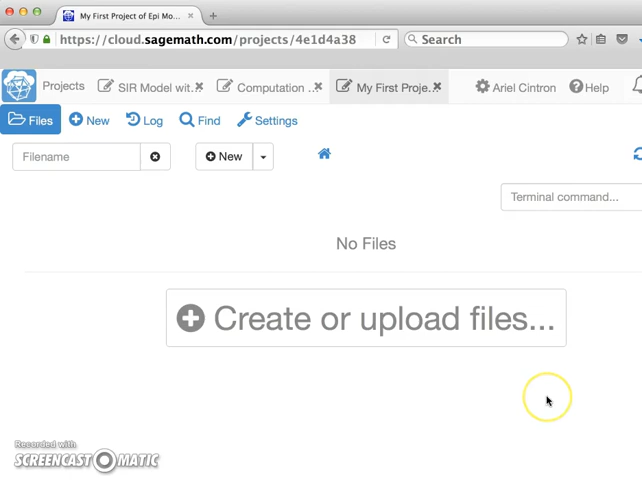 My First Project of Epi Mo...
https://cloud.sagemath.com/projects/4e1d4a38
Search
Projects
SIR Model wit...
Computation ...
My First Proje...
Ariel Cintron
Help
Files
New
Log
Find
Settings
Filename
New
Terminal command...
No Files
Create or upload files...
Recorded with
SCREENCAST-O-MATIC